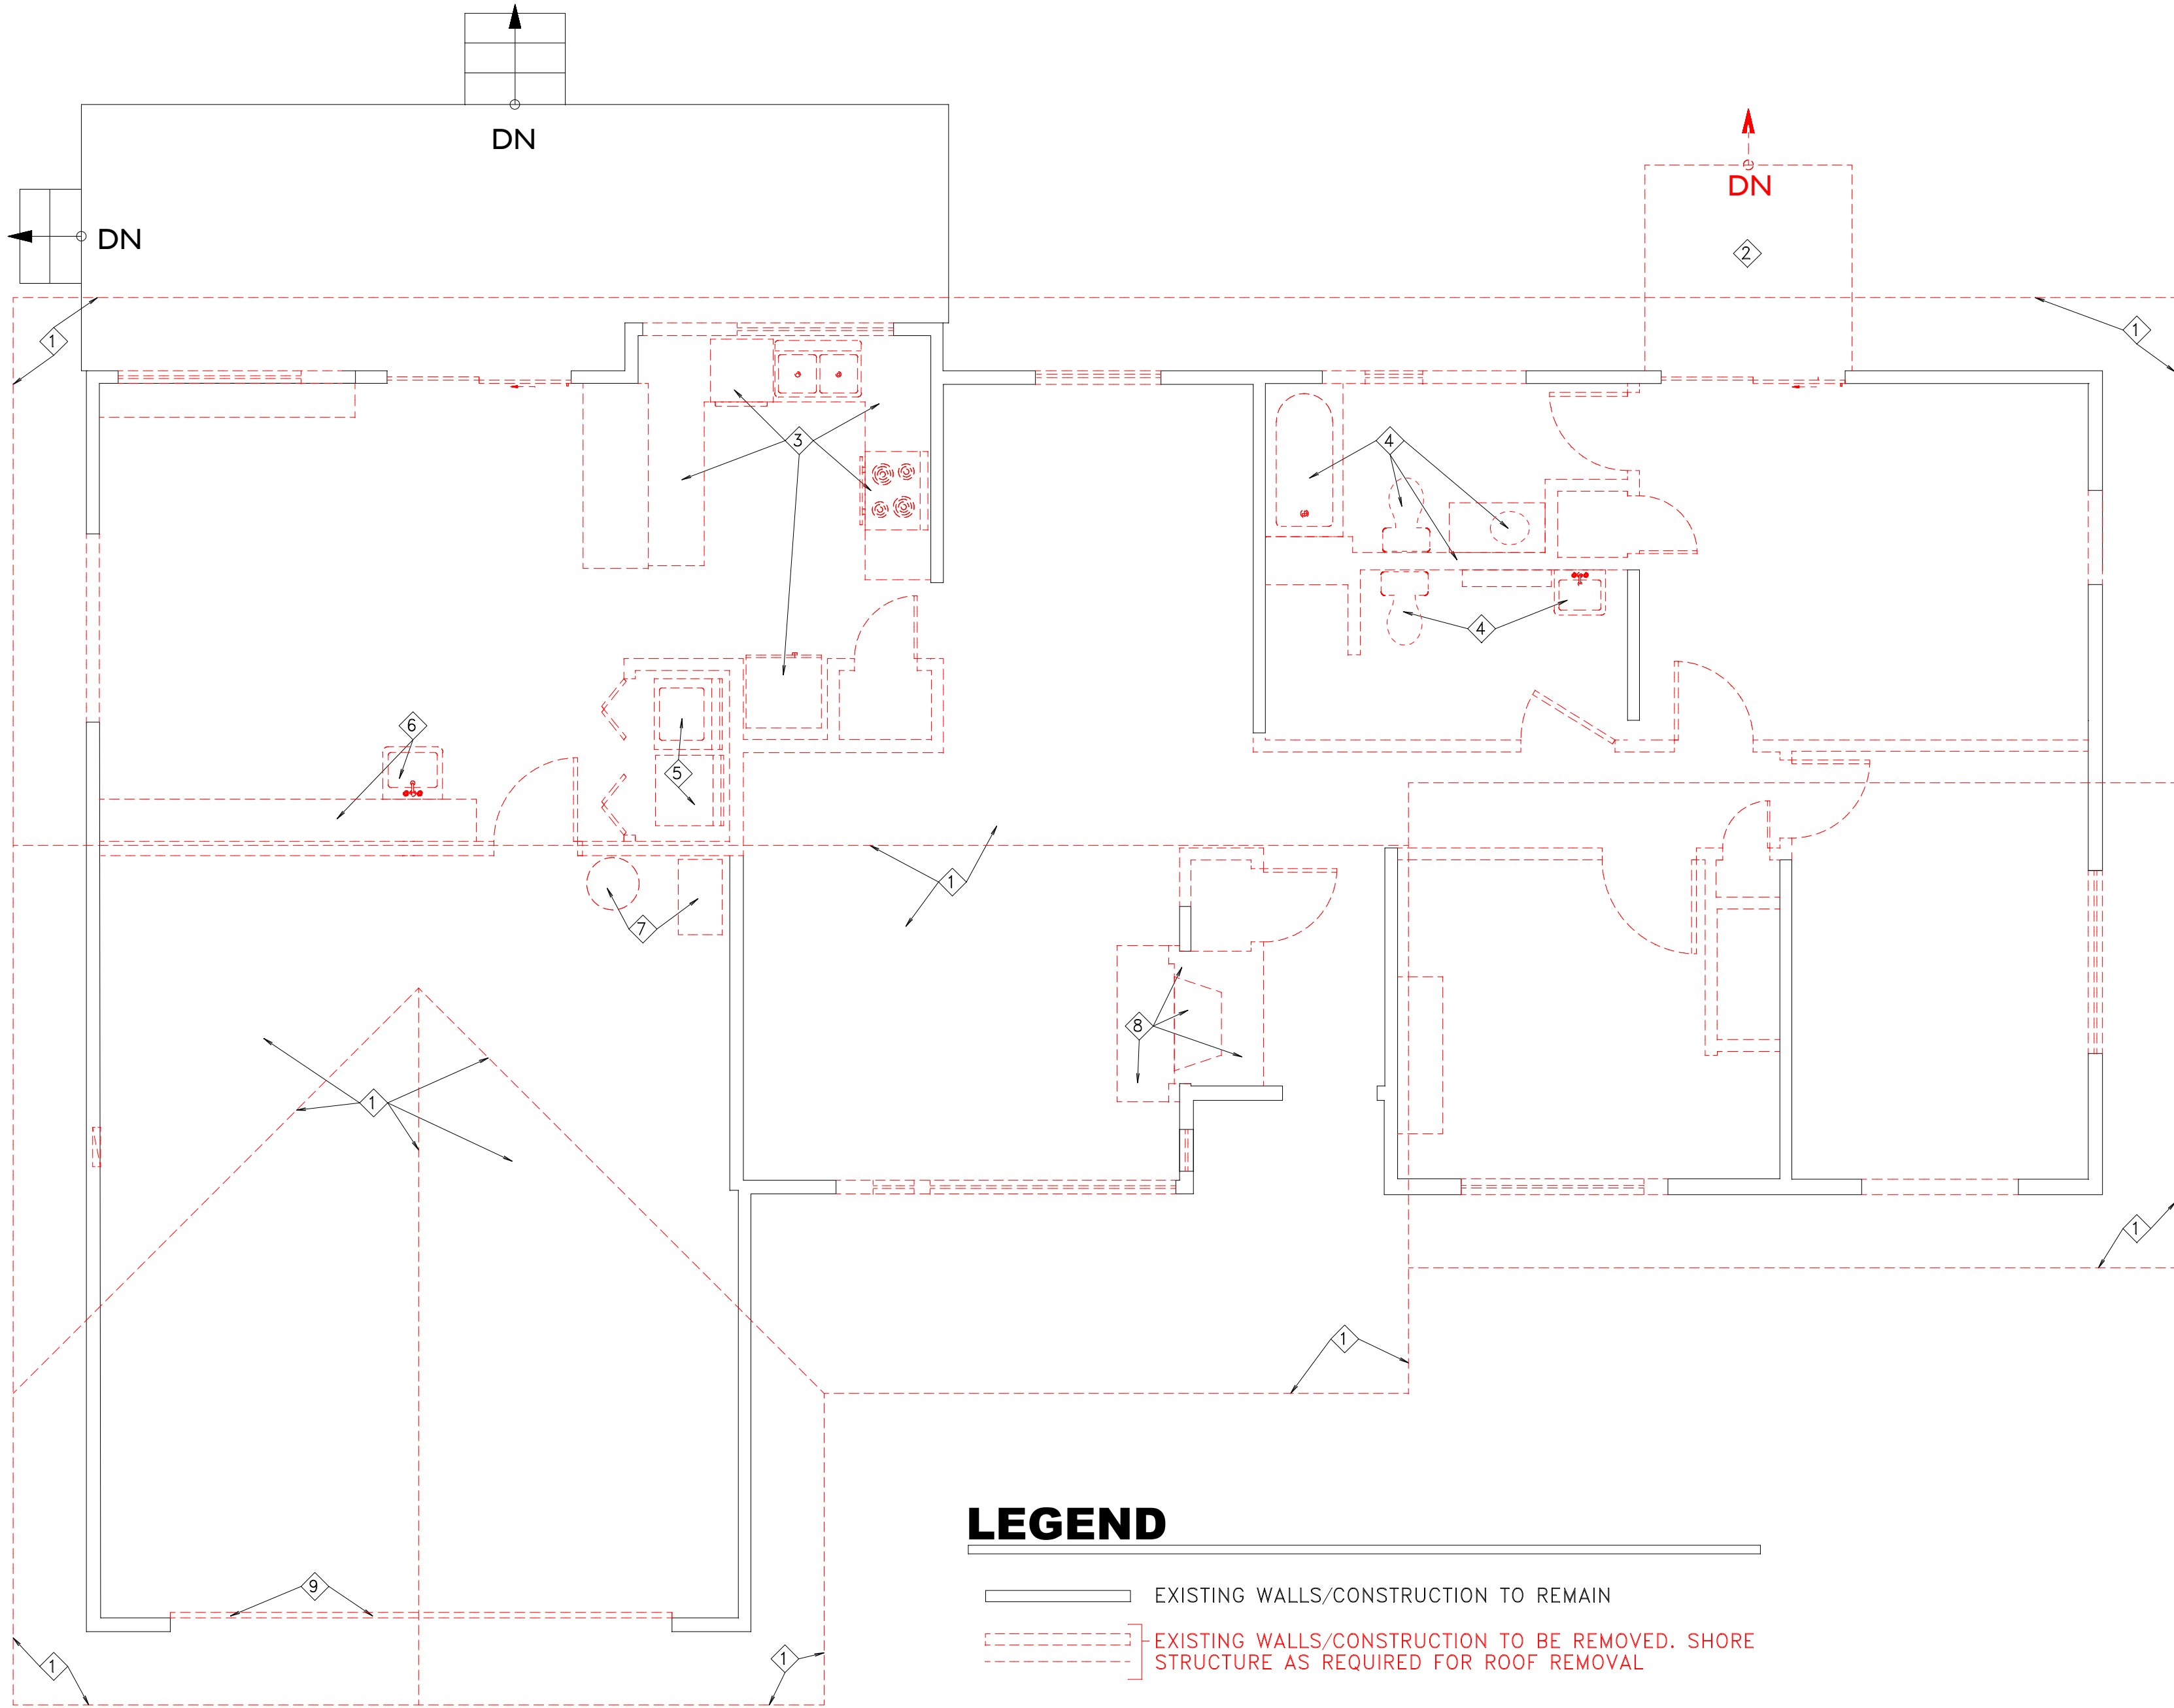 DN
DN
DN
2
1
1
3
4
4
6
5
7
1
8
1
1
1
9
1
1
LEGEND
EXISTING WALLS/CONSTRUCTION TO REMAIN
EXISTING WALLS/CONSTRUCTION TO BE REMOVED. SHORE
STRUCTURE AS REQUIRED FOR ROOF REMOVAL